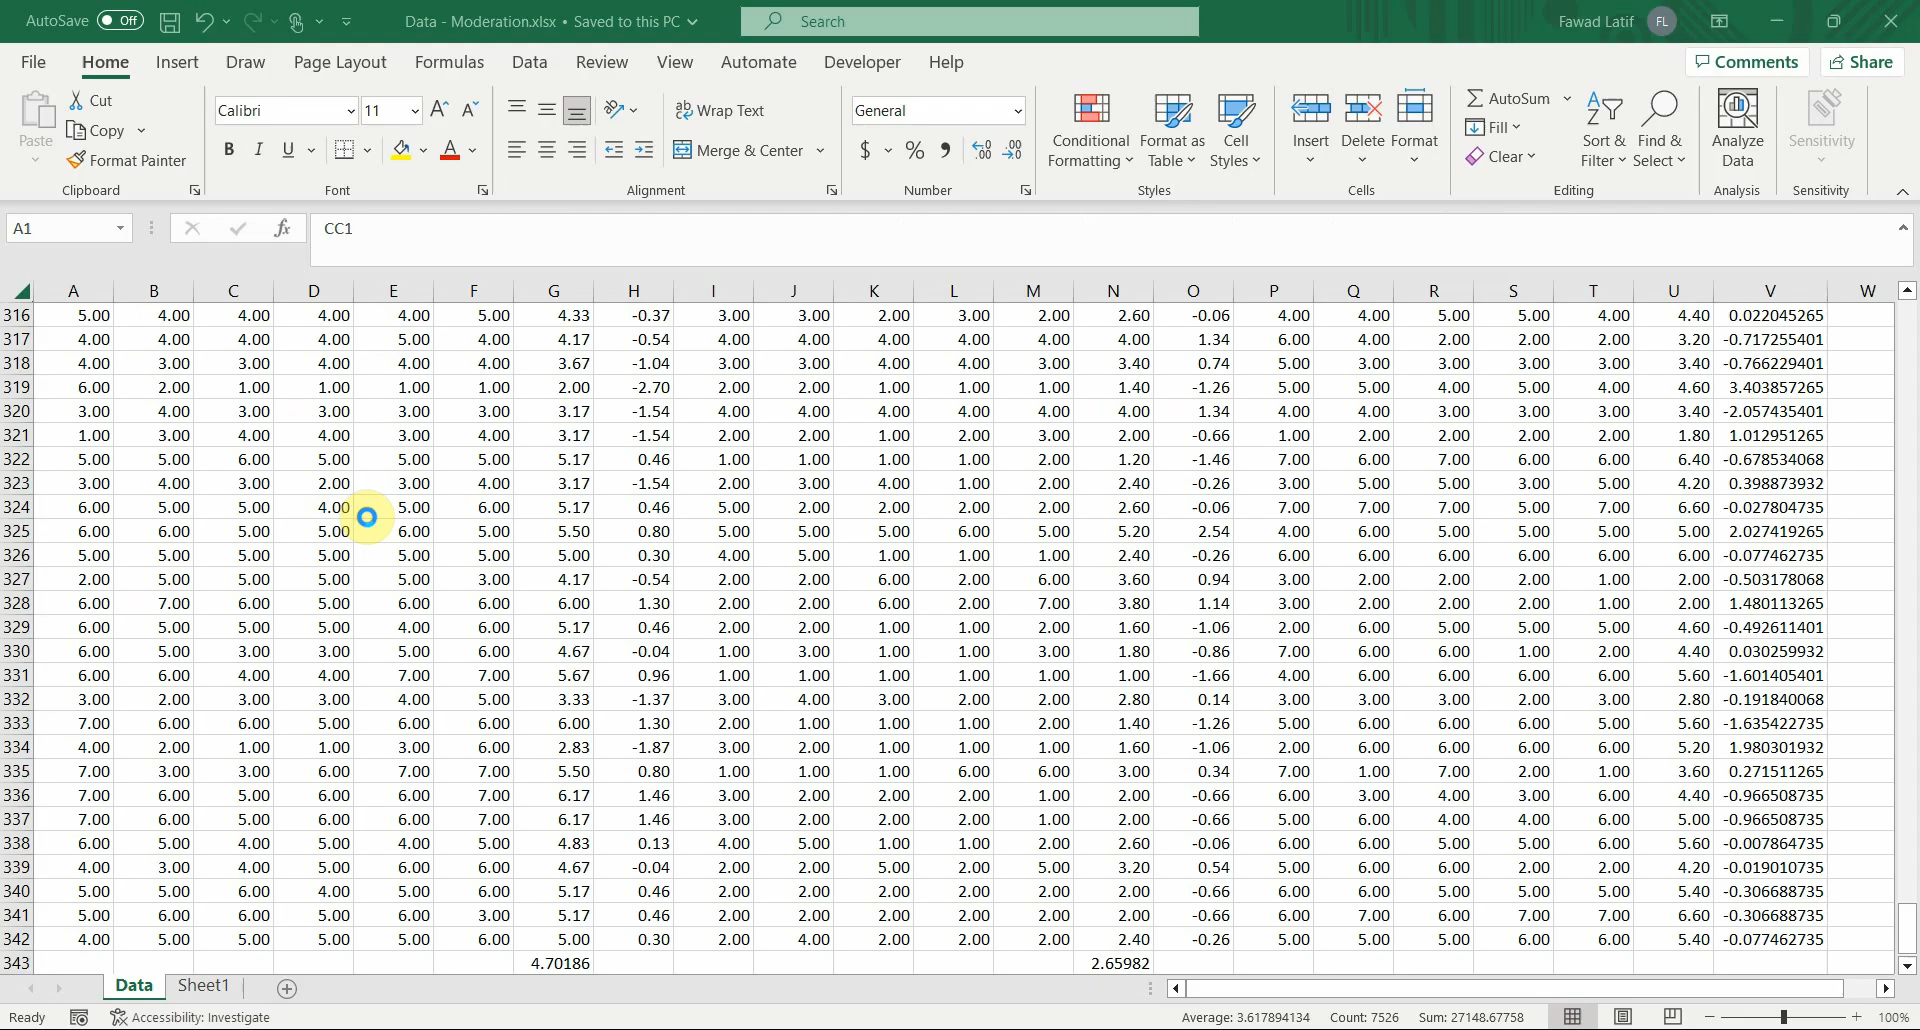 AutoSave Off Data - Moderation.xlsx • Saved to this PC Search Fawad Latif FL
File Home Insert Draw Page Layout Formulas Data Review View Automate Developer Help Comments Share
Paste Cut Copy Format Painter Clipboard
Calibri 11 B I U A Font
Wrap Text Merge & Center Alignment
General $ % Number
Conditional Formatting Format as Table Cell Styles Styles
Insert Delete Format Cells
AutoSum Fill Clear Sort & Filter Find & Select Editing
Analyze Data Analysis
Sensitivity Sensitivity
A1 fx CC1
A B C D E F G H I J K L M N O P Q R S T U V W
316 5.00 4.00 4.00 4.00 4.00 5.00 4.33 -0.37 3.00 3.00 2.00 3.00 2.00 2.60 -0.06 4.00 4.00 5.00 5.00 4.00 4.40 0.022045265
317 4.00 4.00 4.00 4.00 5.00 4.00 4.17 -0.54 4.00 4.00 4.00 4.00 4.00 4.00 1.34 6.00 4.00 2.00 2.00 2.00 3.20 -0.717255401
318 4.00 3.00 3.00 4.00 4.00 4.00 3.67 -1.04 3.00 3.00 4.00 4.00 3.00 3.40 0.74 5.00 3.00 3.00 3.00 3.00 3.40 -0.766229401
319 6.00 2.00 1.00 1.00 1.00 1.00 2.00 -2.70 2.00 2.00 1.00 1.00 1.00 1.40 -1.26 5.00 5.00 4.00 5.00 4.00 4.60 3.403857265
320 3.00 4.00 3.00 3.00 3.00 3.00 3.17 -1.54 4.00 4.00 4.00 4.00 4.00 4.00 1.34 4.00 4.00 3.00 3.00 3.00 3.40 -2.057435401
321 1.00 3.00 4.00 4.00 3.00 4.00 3.17 -1.54 2.00 2.00 1.00 2.00 3.00 2.00 -0.66 1.00 2.00 2.00 2.00 2.00 1.80 1.012951265
322 5.00 5.00 6.00 5.00 5.00 5.00 5.17 0.46 1.00 1.00 1.00 1.00 2.00 1.20 -1.46 7.00 6.00 7.00 6.00 6.00 6.40 -0.678534068
323 3.00 4.00 3.00 2.00 3.00 4.00 3.17 -1.54 2.00 3.00 4.00 1.00 2.00 2.40 -0.26 3.00 5.00 5.00 3.00 5.00 4.20 0.398873932
324 6.00 5.00 5.00 4.00 5.00 6.00 5.17 0.46 5.00 2.00 2.00 2.00 2.00 2.60 -0.06 7.00 7.00 7.00 5.00 7.00 6.60 -0.027804735
325 6.00 6.00 5.00 5.00 6.00 5.00 5.50 0.80 5.00 5.00 5.00 6.00 5.00 5.20 2.54 4.00 6.00 5.00 5.00 5.00 5.00 2.027419265
326 5.00 5.00 5.00 5.00 5.00 5.00 5.00 0.30 4.00 5.00 1.00 1.00 1.00 2.40 -0.26 6.00 6.00 6.00 6.00 6.00 6.00 -0.077462735
327 2.00 5.00 5.00 5.00 5.00 3.00 4.17 -0.54 2.00 2.00 6.00 2.00 6.00 3.60 0.94 3.00 2.00 2.00 2.00 1.00 2.00 -0.503178068
328 6.00 7.00 6.00 5.00 6.00 6.00 6.00 1.30 2.00 2.00 6.00 2.00 7.00 3.80 1.14 3.00 2.00 2.00 2.00 1.00 2.00 1.480113265
329 6.00 5.00 5.00 5.00 4.00 6.00 5.17 0.46 2.00 2.00 1.00 1.00 2.00 1.60 -1.06 2.00 6.00 5.00 5.00 5.00 4.60 -0.492611401
330 6.00 5.00 3.00 3.00 5.00 6.00 4.67 -0.04 1.00 3.00 1.00 1.00 3.00 1.80 -0.86 7.00 6.00 6.00 1.00 2.00 4.40 0.030259932
331 6.00 6.00 4.00 4.00 7.00 7.00 5.67 0.96 1.00 1.00 1.00 1.00 1.00 1.00 -1.66 4.00 6.00 6.00 6.00 6.00 5.60 -1.601405401
332 3.00 2.00 3.00 3.00 4.00 5.00 3.33 -1.37 3.00 4.00 3.00 2.00 2.00 2.80 0.14 3.00 3.00 3.00 2.00 3.00 2.80 -0.191840068
333 7.00 6.00 6.00 5.00 6.00 6.00 6.00 1.30 2.00 1.00 1.00 1.00 2.00 1.40 -1.26 5.00 6.00 6.00 6.00 5.00 5.60 -1.635422735
334 4.00 2.00 1.00 1.00 3.00 6.00 2.83 -1.87 3.00 2.00 1.00 1.00 1.00 1.60 -1.06 2.00 6.00 6.00 6.00 6.00 5.20 1.980301932
335 7.00 3.00 3.00 6.00 7.00 7.00 5.50 0.80 1.00 1.00 1.00 6.00 6.00 3.00 0.34 7.00 1.00 7.00 2.00 1.00 3.60 0.271511265
336 7.00 6.00 5.00 6.00 6.00 7.00 6.17 1.46 3.00 2.00 2.00 2.00 1.00 2.00 -0.66 6.00 3.00 4.00 3.00 6.00 4.40 -0.966508735
337 7.00 6.00 5.00 6.00 6.00 7.00 6.17 1.46 3.00 2.00 2.00 2.00 1.00 2.00 -0.66 5.00 6.00 4.00 4.00 6.00 5.00 -0.966508735
338 6.00 5.00 4.00 5.00 4.00 5.00 4.83 0.13 4.00 5.00 1.00 1.00 2.00 2.60 -0.06 6.00 6.00 5.00 5.00 6.00 5.60 -0.007864735
339 4.00 3.00 4.00 5.00 6.00 6.00 4.67 -0.04 2.00 2.00 5.00 2.00 5.00 3.20 0.54 5.00 6.00 6.00 2.00 2.00 4.20 -0.019010735
340 5.00 5.00 6.00 4.00 5.00 6.00 5.17 0.46 2.00 2.00 2.00 2.00 2.00 2.00 -0.66 6.00 6.00 5.00 5.00 5.00 5.40 -0.306688735
341 5.00 6.00 6.00 5.00 6.00 3.00 5.17 0.46 2.00 2.00 2.00 2.00 2.00 2.00 -0.66 6.00 7.00 6.00 7.00 7.00 6.60 -0.306688735
342 4.00 5.00 5.00 5.00 5.00 6.00 5.00 0.30 2.00 4.00 2.00 2.00 2.00 2.40 -0.26 5.00 5.00 5.00 6.00 6.00 5.40 -0.077462735
343 4.70186 2.65982
Data Sheet1
Ready Accessibility: Investigate Average: 3.617894134 Count: 7526 Sum: 27148.67758 100%